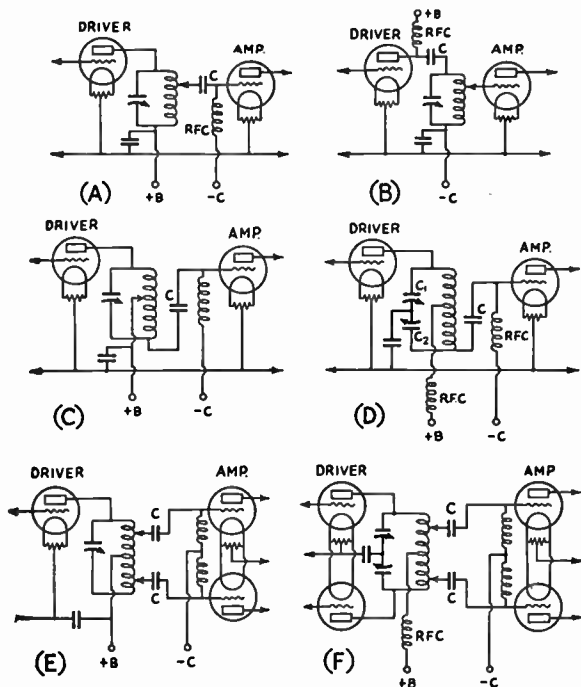 DRIVER
AMP.
C
RFC
+B
-C
(A)
+B
RFC
DRIVER
C
AMP.
-C
(B)
DRIVER
AMP.
C
+B
-C
(C)
DRIVER
AMP.
C1
C
C2
RFC
RFC
+B
-C
(D)
DRIVER
AMP.
C
C
+B
-C
(E)
DRIVER
AMP
C
C
RFC
+B
-C
(F)